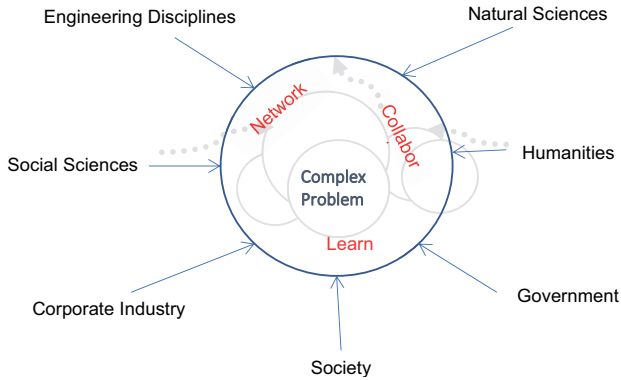 Engineering Disciplines
Natural Sciences
Network
Collabor
Social Sciences
Humanities
Complex
Problem
Learn
Corporate Industry
Government
Society